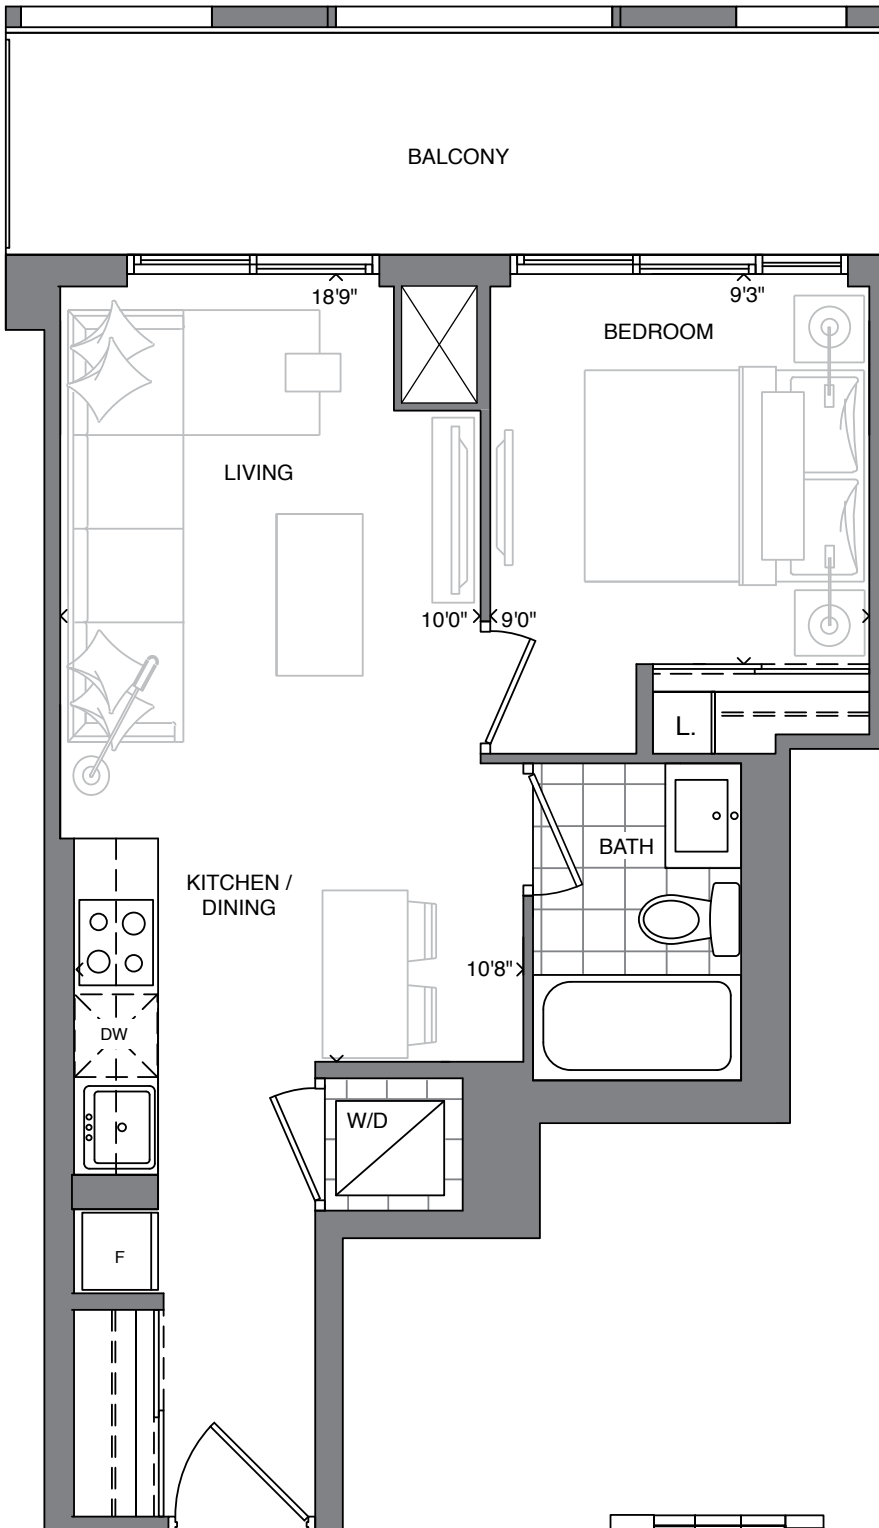 BALCONY
18'9"
9'3"
BEDROOM
LIVING
10'0"
9'0"
L.
BATH
KITCHEN /
DINING
10'8"
DW
W/D
F